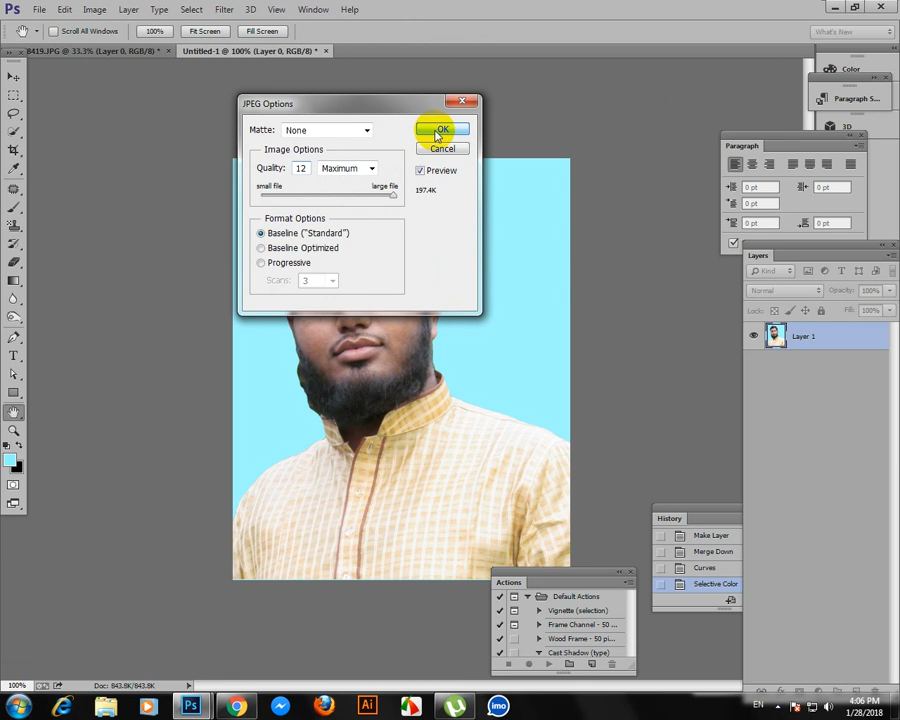 Ps File Edit Image Layer Type Select Filter 3D View Window Help
Scroll All Windows 100% Fit Screen Fill Screen What's New
8419.JPG @ 33.3% (Layer 0, RGB/8) * × Untitled-1 @ 100% (Layer 0, RGB/8) * ×
Color
Paragraph S...
3D
JPEG Options
Matte: None OK
Cancel
Image Options
Quality: 12 Maximum Preview
small file large file 197.4K
Format Options
Baseline ("Standard")
Baseline Optimized
Progressive
Scans: 3
Paragraph
0 pt 0 pt
0 pt
0 pt 0 pt
Layers
Kind
Normal Opacity: 100%
Lock: Fill: 100%
Layer 1
History
Make Layer
Merge Down
Curves
Selective Color
Actions
Default Actions
Vignette (selection)
Frame Channel - 50 ...
Wood Frame - 50 pi...
Cast Shadow (type)
100% Doc: 843.8K/843.8K
Ps Ai imo EN 4:06 PM
1/28/2018